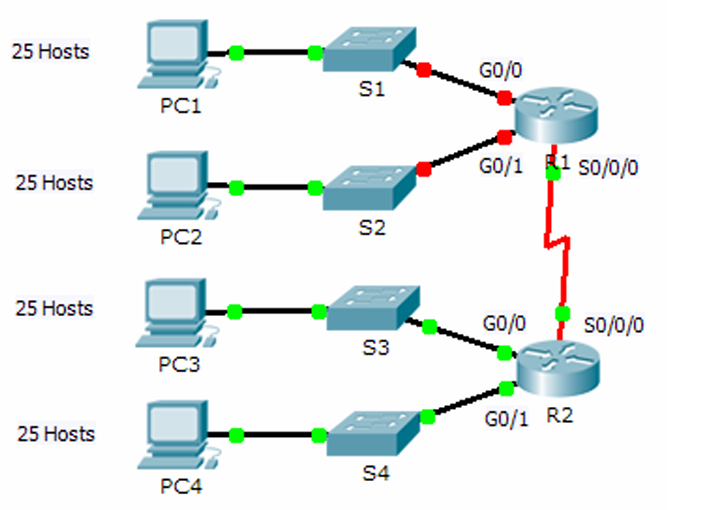 25 Hosts
PC1
S1
G0/0
R1
S0/0/0
25 Hosts
PC2
S2
G0/1
25 Hosts
PC3
S3
G0/0
S0/0/0
R2
25 Hosts
PC4
S4
G0/1